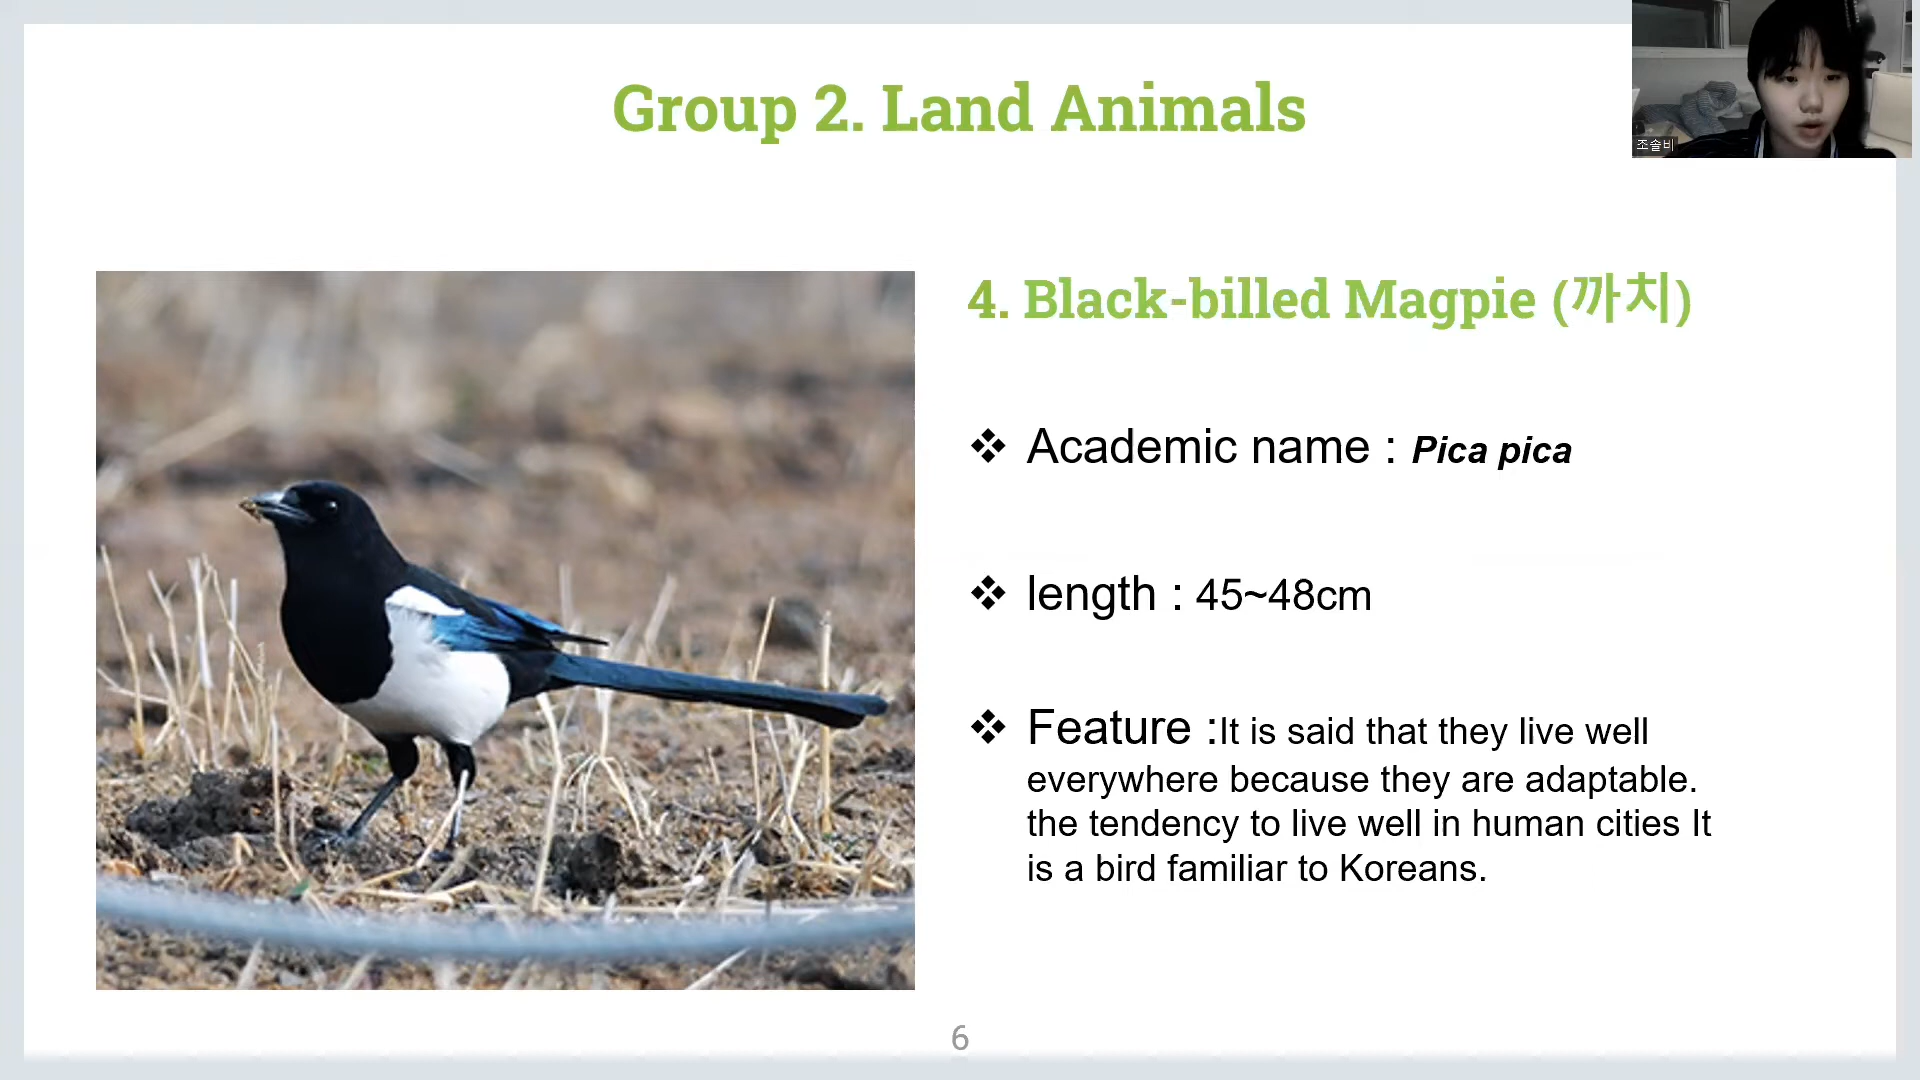 Group 2. Land Animals
조솔비
4. Black-billed Magpie (까치)
❖ Academic name : Pica pica
❖ length : 45~48cm
❖ Feature :It is said that they live well
everywhere because they are adaptable.
the tendency to live well in human cities It
is a bird familiar to Koreans.
6